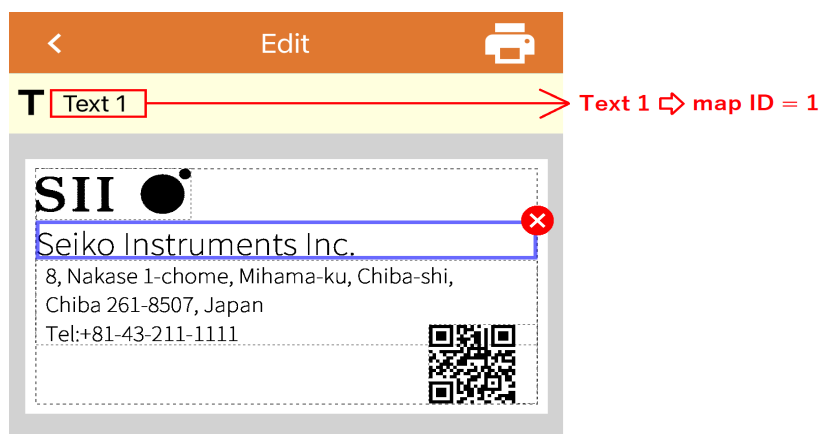 Edit
T Text 1
Text 1 ⇨ map ID = 1
SII
Seiko Instruments Inc.
8, Nakase 1-chome, Mihama-ku, Chiba-shi,
Chiba 261-8507, Japan
Tel:+81-43-211-1111